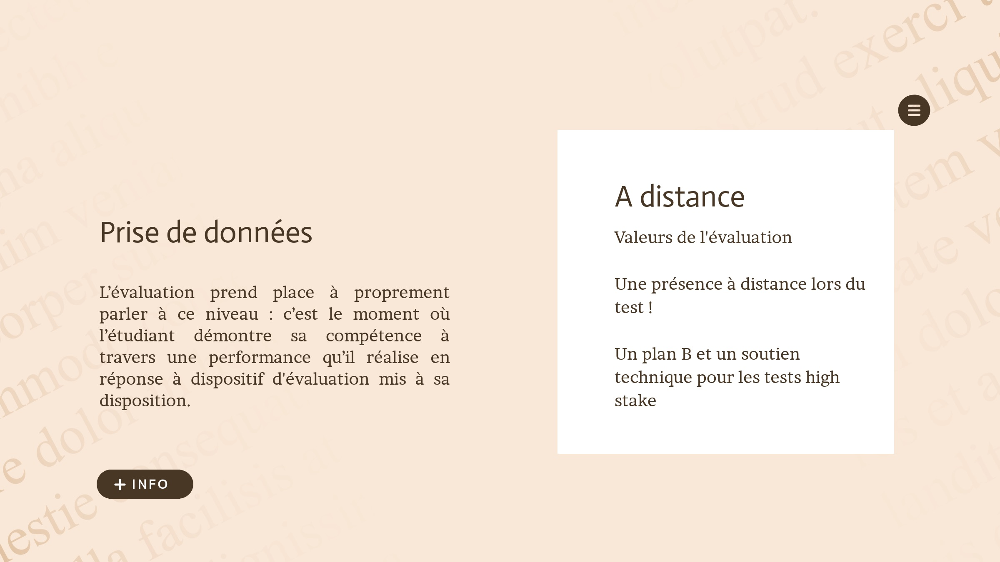 Prise de données
L’évaluation prend place à proprement
parler à ce niveau : c’est le moment où
l’étudiant démontre sa compétence à
travers une performance qu’il réalise en
réponse à dispositif d'évaluation mis à sa
disposition.
+ INFO
A distance
Valeurs de l'évaluation
Une présence à distance lors du
test !
Un plan B et un soutien
technique pour les tests high
stake